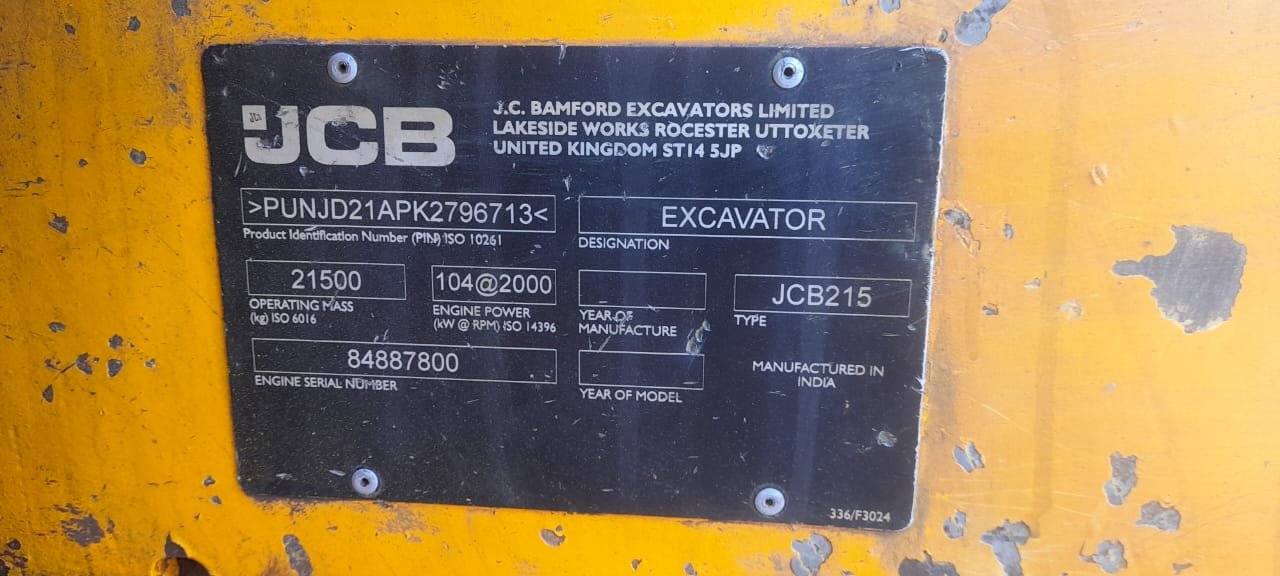 JCB
J.C. BAMFORD EXCAVATORS LIMITED
LAKESIDE WORKS ROCESTER UTTOXETER
UNITED KINGDOM ST14 5JP
>PUNJD21APK2796713<
Product Identification Number (PIN) ISO 10261
EXCAVATOR
DESIGNATION
21500
OPERATING MASS
(kg) ISO 6016
104@2000
ENGINE POWER
(kW @ RPM) ISO 14396
YEAR OF
MANUFACTURE
JCB215
TYPE
84887800
ENGINE SERIAL NUMBER
YEAR OF MODEL
MANUFACTURED IN
INDIA
336/F3024